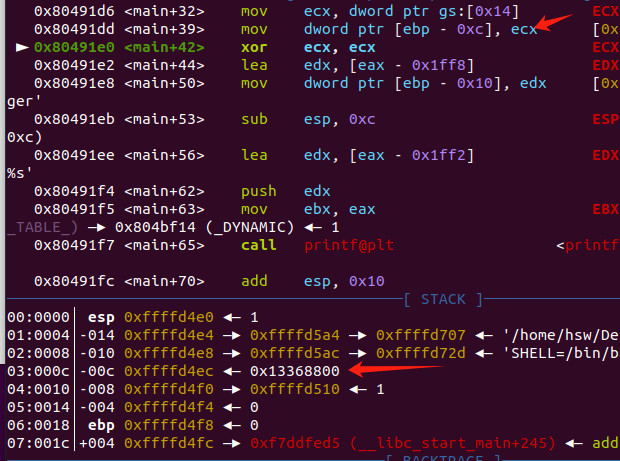 0x80491d6 <main+32> mov ecx, dword ptr gs:[0x14] ECX
0x80491dd <main+39> mov dword ptr [ebp - 0xc], ecx [0x
► 0x80491e0 <main+42> xor ecx, ecx ECX
0x80491e2 <main+44> lea edx, [eax - 0x1ff8] EDX
0x80491e8 <main+50> mov dword ptr [ebp - 0x10], edx [0x
ger'
0x80491eb <main+53> sub esp, 0xc ESP
0xc)
0x80491ee <main+56> lea edx, [eax - 0x1ff2] EDX
%s'
0x80491f4 <main+62> push edx
0x80491f5 <main+63> mov ebx, eax EBX
_TABLE_) —▸ 0x804bf14 (_DYNAMIC) ◂— 1
0x80491f7 <main+65> call printf@plt <printf
0x80491fc <main+70> add esp, 0x10
[ STACK ]
00:0000│ esp 0xffffd4e0 ◂— 1
01:0004│ -014 0xffffd4e4 —▸ 0xffffd5a4 —▸ 0xffffd707 ◂— '/home/hsw/De
02:0008│ -010 0xffffd4e8 —▸ 0xffffd5ac —▸ 0xffffd72d ◂— 'SHELL=/bin/b
03:000c│ -00c 0xffffd4ec ◂— 0x13368800
04:0010│ -008 0xffffd4f0 —▸ 0xffffd510 ◂— 1
05:0014│ -004 0xffffd4f4 ◂— 0
06:0018│ ebp 0xffffd4f8 ◂— 0
07:001c│ +004 0xffffd4fc —▸ 0xf7ddfed5 (__libc_start_main+245) ◂— add
[ BACKTRACE ]